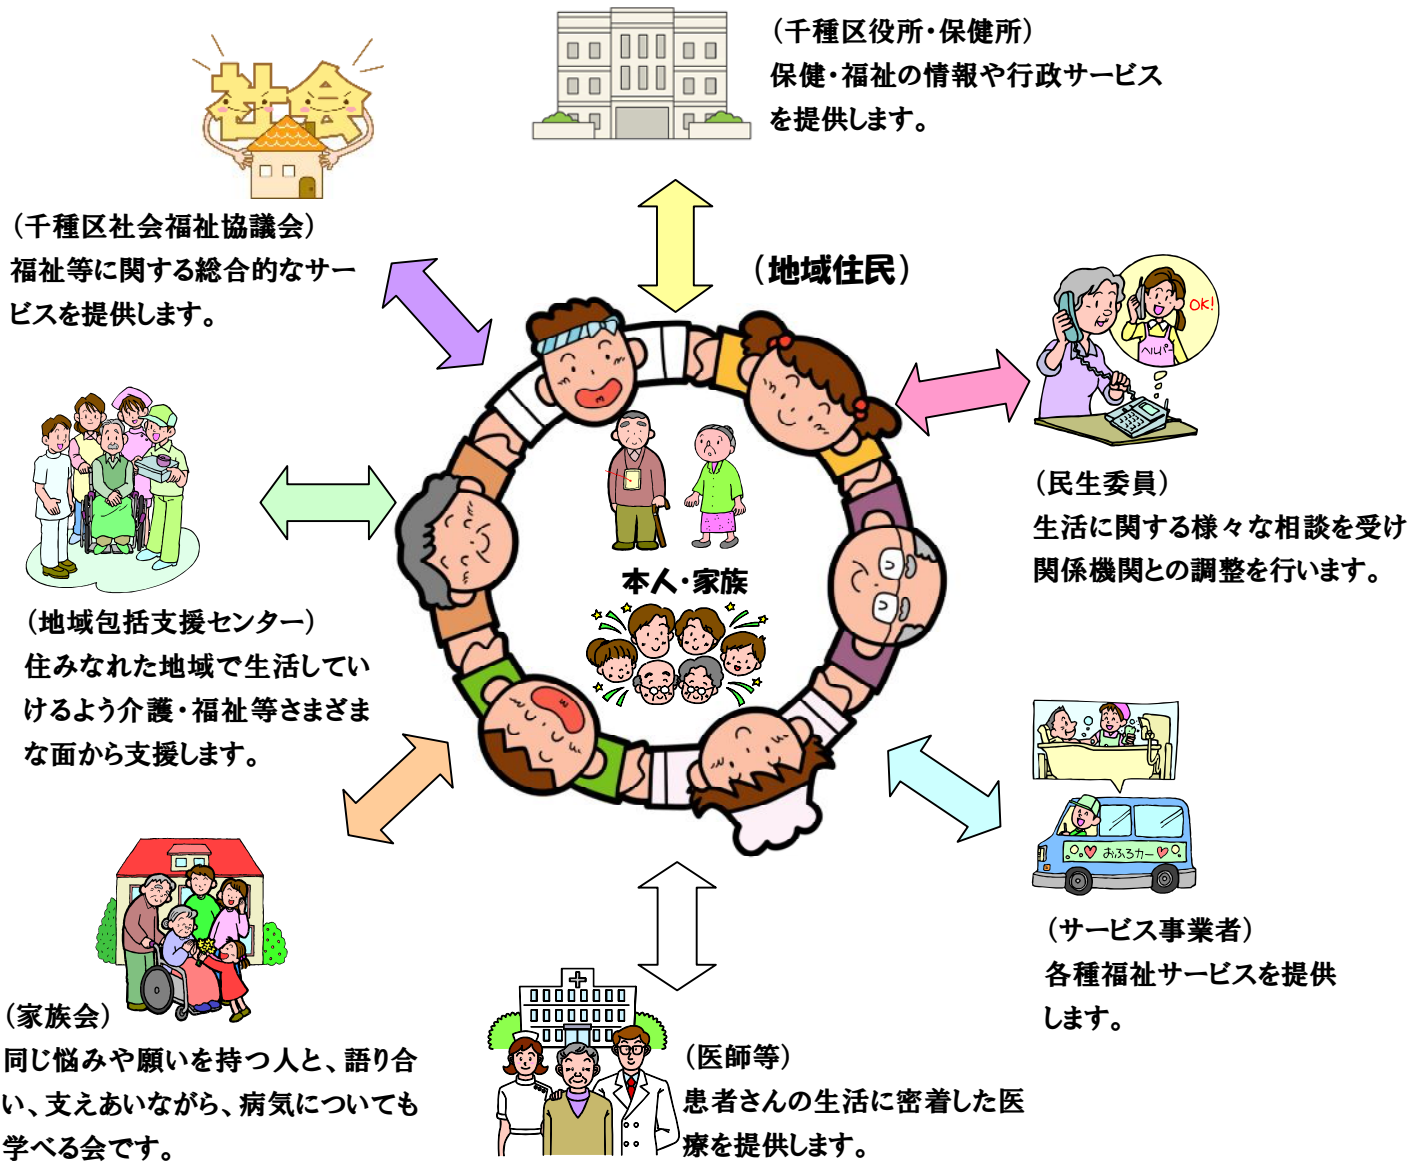 （千種区役所・保健所）
保健・福祉の情報や行政サービス
を提供します。
社会
（千種区社会福祉協議会）
福祉等に関する総合的なサー
ビスを提供します。
（地域住民）
OK!
ヘルパー
（民生委員）
生活に関する様々な相談を受け
関係機関との調整を行います。
本人・家族
（地域包括支援センター）
住みなれた地域で生活してい
けるよう介護・福祉等さまざま
な面から支援します。
おふろカー
（サービス事業者）
各種福祉サービスを提供
します。
（家族会）
同じ悩みや願いを持つ人と、語り合
い、支えあいながら、病気についても
学べる会です。
（医師等）
患者さんの生活に密着した医
療を提供します。